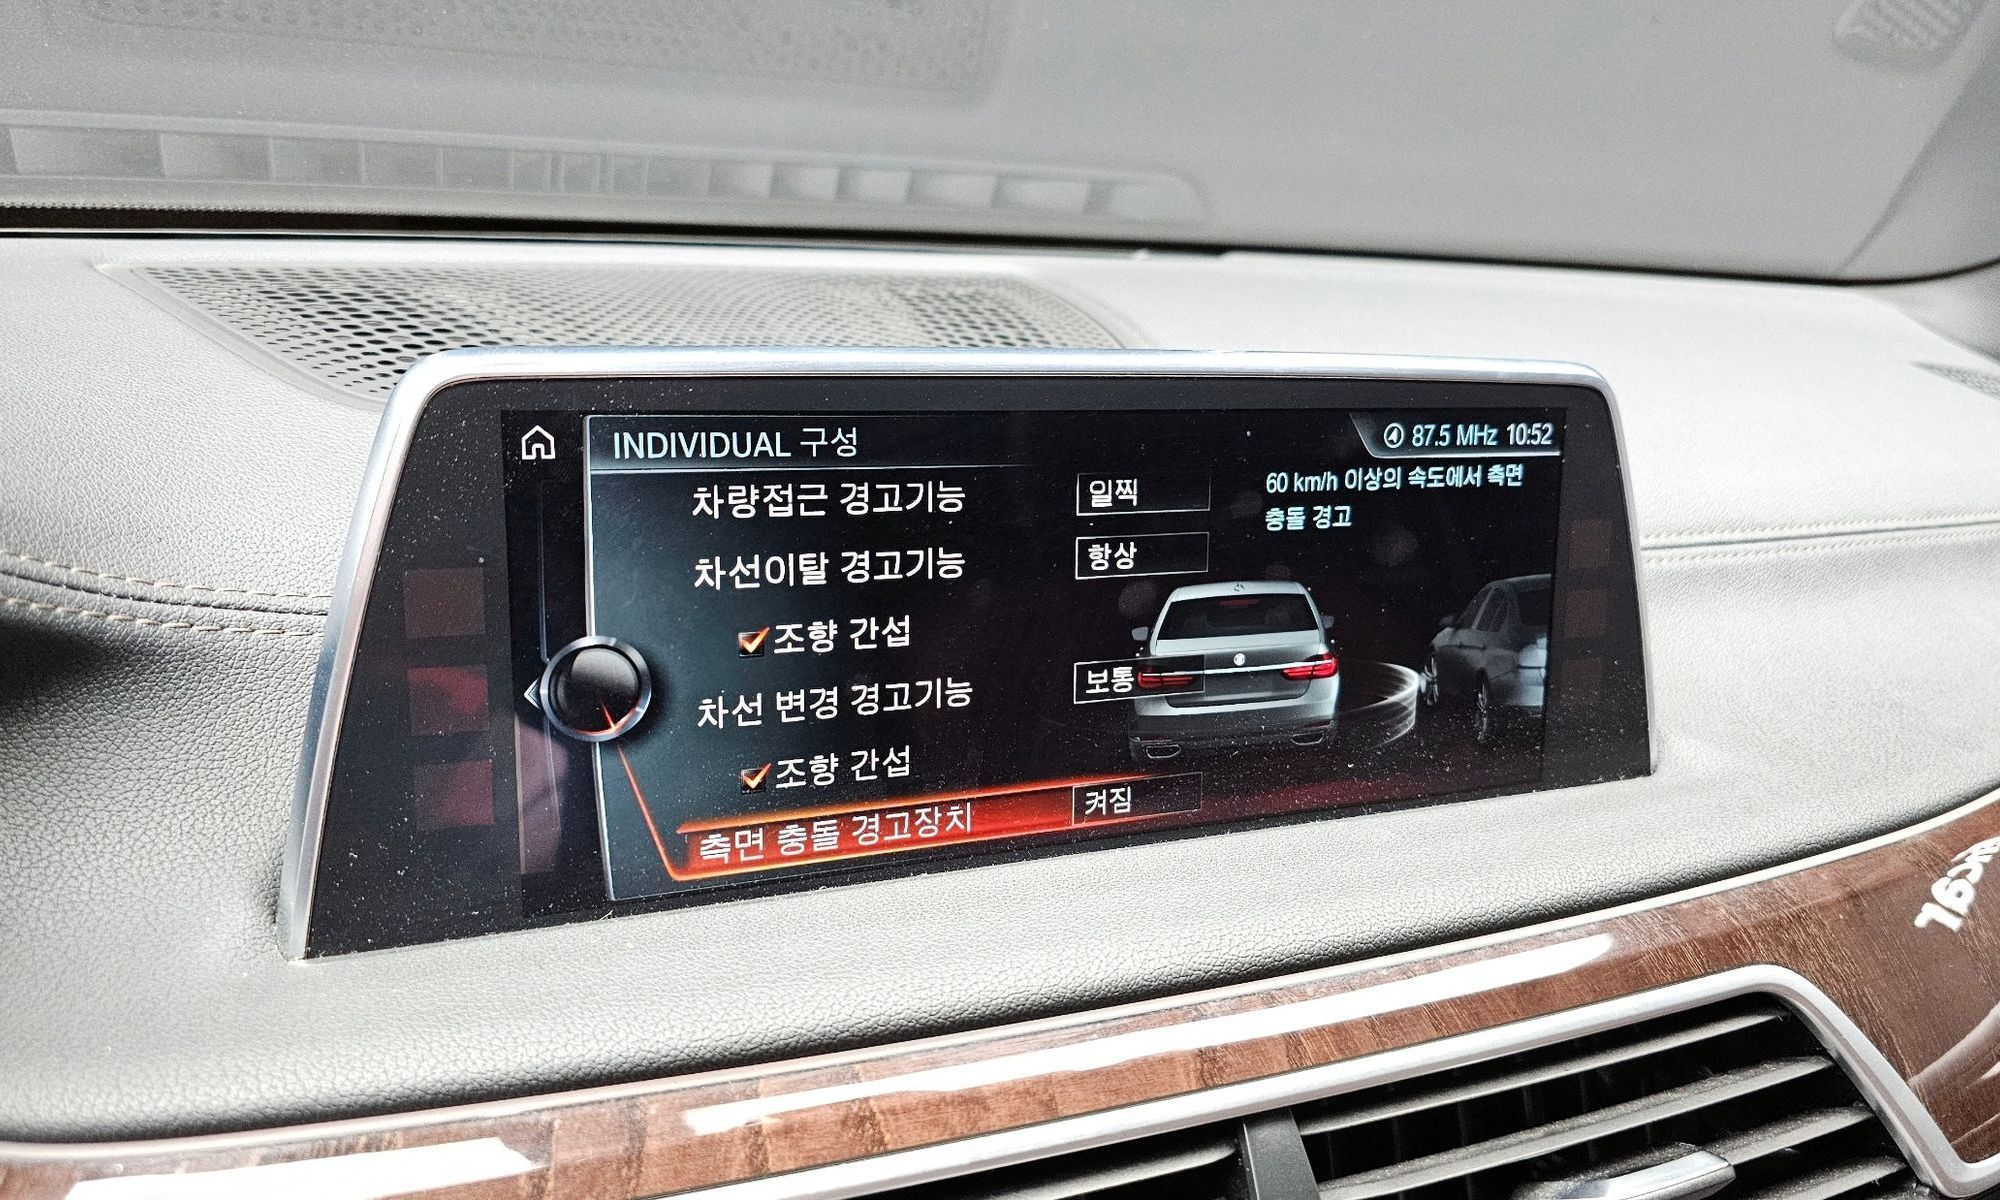 INDIVIDUAL 구성
87.5 MHz 10:52
차량접근 경고기능 일찍
차선이탈 경고기능 항상
조향 간섭
차선 변경 경고기능 보통
조향 간섭
측면 충돌 경고장치 켜짐
60 km/h 이상의 속도에서 측면
충돌 경고